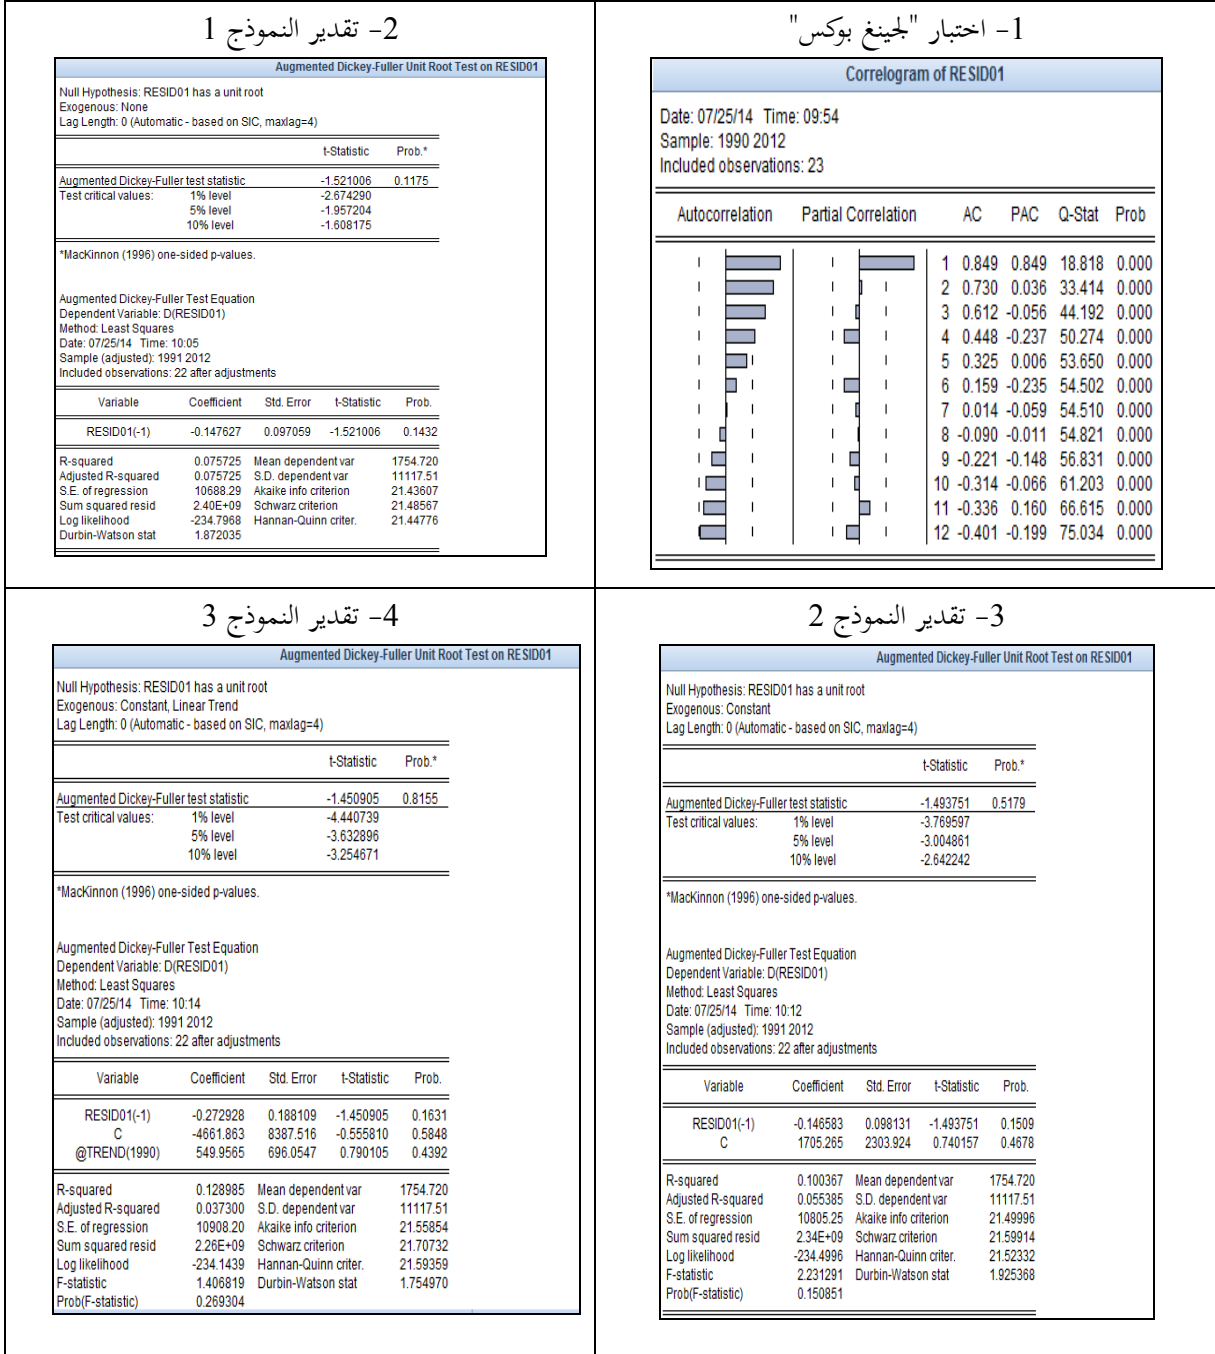 1- اختبار "لجينغ بوكس"
Correlogram of RESID01
Date: 07/25/14 Time: 09:54
Sample: 1990 2012
Included observations: 23
Autocorrelation Partial Correlation AC PAC Q-Stat Prob
1 0.849 0.849 18.818 0.000
2 0.730 0.036 33.414 0.000
3 0.612 -0.056 44.192 0.000
4 0.448 -0.237 50.274 0.000
5 0.325 0.006 53.650 0.000
6 0.159 -0.235 54.502 0.000
7 0.014 -0.059 54.510 0.000
8 -0.090 -0.011 54.821 0.000
9 -0.221 -0.148 56.831 0.000
10 -0.314 -0.066 61.203 0.000
11 -0.336 0.160 66.615 0.000
12 -0.401 -0.199 75.034 0.000
2- تقدير النموذج 1
Augmented Dickey-Fuller Unit Root Test on RESID01
Null Hypothesis: RESID01 has a unit root
Exogenous: None
Lag Length: 0 (Automatic - based on SIC, maxlag=4)
t-Statistic Prob.*
Augmented Dickey-Fuller test statistic -1.521006 0.1175
Test critical values: 1% level -2.674290
5% level -1.957204
10% level -1.608175
*MacKinnon (1996) one-sided p-values.
Augmented Dickey-Fuller Test Equation
Dependent Variable: D(RESID01)
Method: Least Squares
Date: 07/25/14 Time: 10:05
Sample (adjusted): 1991 2012
Included observations: 22 after adjustments
Variable Coefficient Std. Error t-Statistic Prob.
RESID01(-1) -0.147627 0.097059 -1.521006 0.1432
R-squared 0.075725 Mean dependent var 1754.720
Adjusted R-squared 0.075725 S.D. dependent var 11117.51
S.E. of regression 10688.29 Akaike info criterion 21.43607
Sum squared resid 2.40E+09 Schwarz criterion 21.48567
Log likelihood -234.7968 Hannan-Quinn criter. 21.44776
Durbin-Watson stat 1.872035
3- تقدير النموذج 2
Augmented Dickey-Fuller Unit Root Test on RESID01
Null Hypothesis: RESID01 has a unit root
Exogenous: Constant
Lag Length: 0 (Automatic - based on SIC, maxlag=4)
t-Statistic Prob.*
Augmented Dickey-Fuller test statistic -1.493751 0.5179
Test critical values: 1% level -3.769597
5% level -3.004861
10% level -2.642242
*MacKinnon (1996) one-sided p-values.
Augmented Dickey-Fuller Test Equation
Dependent Variable: D(RESID01)
Method: Least Squares
Date: 07/25/14 Time: 10:12
Sample (adjusted): 1991 2012
Included observations: 22 after adjustments
Variable Coefficient Std. Error t-Statistic Prob.
RESID01(-1) -0.146583 0.098131 -1.493751 0.1509
C 1705.265 2303.924 0.740157 0.4678
R-squared 0.100367 Mean dependent var 1754.720
Adjusted R-squared 0.055385 S.D. dependent var 11117.51
S.E. of regression 10805.25 Akaike info criterion 21.49996
Sum squared resid 2.34E+09 Schwarz criterion 21.59914
Log likelihood -234.4996 Hannan-Quinn criter. 21.52332
F-statistic 2.231291 Durbin-Watson stat 1.925368
Prob(F-statistic) 0.150851
4- تقدير النموذج 3
Augmented Dickey-Fuller Unit Root Test on RESID01
Null Hypothesis: RESID01 has a unit root
Exogenous: Constant, Linear Trend
Lag Length: 0 (Automatic - based on SIC, maxlag=4)
t-Statistic Prob.*
Augmented Dickey-Fuller test statistic -1.450905 0.8155
Test critical values: 1% level -4.440739
5% level -3.632896
10% level -3.254671
*MacKinnon (1996) one-sided p-values.
Augmented Dickey-Fuller Test Equation
Dependent Variable: D(RESID01)
Method: Least Squares
Date: 07/25/14 Time: 10:14
Sample (adjusted): 1991 2012
Included observations: 22 after adjustments
Variable Coefficient Std. Error t-Statistic Prob.
RESID01(-1) -0.272928 0.188109 -1.450905 0.1631
C -4661.863 8387.516 -0.555810 0.5848
@TREND(1990) 549.9565 696.0547 0.790105 0.4392
R-squared 0.128985 Mean dependent var 1754.720
Adjusted R-squared 0.037300 S.D. dependent var 11117.51
S.E. of regression 10908.20 Akaike info criterion 21.55854
Sum squared resid 2.26E+09 Schwarz criterion 21.70732
Log likelihood -234.1439 Hannan-Quinn criter. 21.59359
F-statistic 1.406819 Durbin-Watson stat 1.754970
Prob(F-statistic) 0.269304